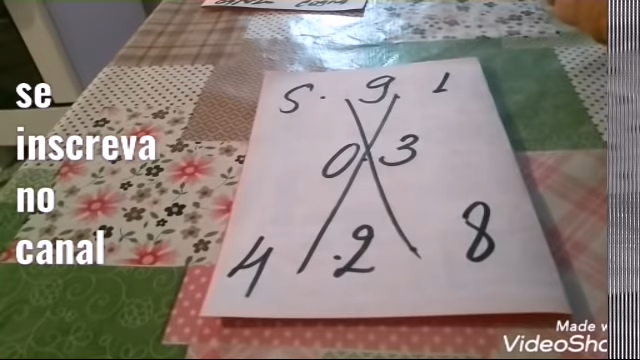 se
inscreva
no
canal
5. 9 1
0.3
4 .2 8
Made w
VideoSho